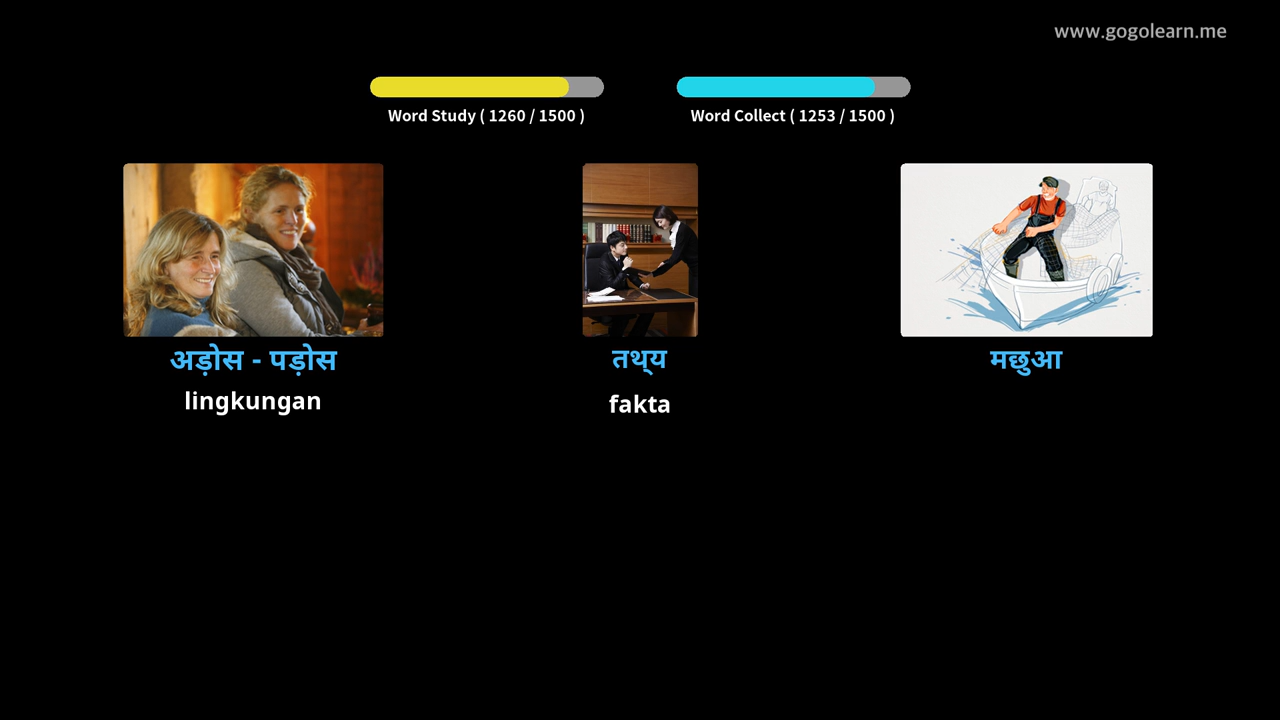 www.gogolearn.me
Word Study ( 1260 / 1500 )
Word Collect ( 1253 / 1500 )
अड़ोस - पड़ोस
तथ्य
मछुआ
lingkungan
fakta